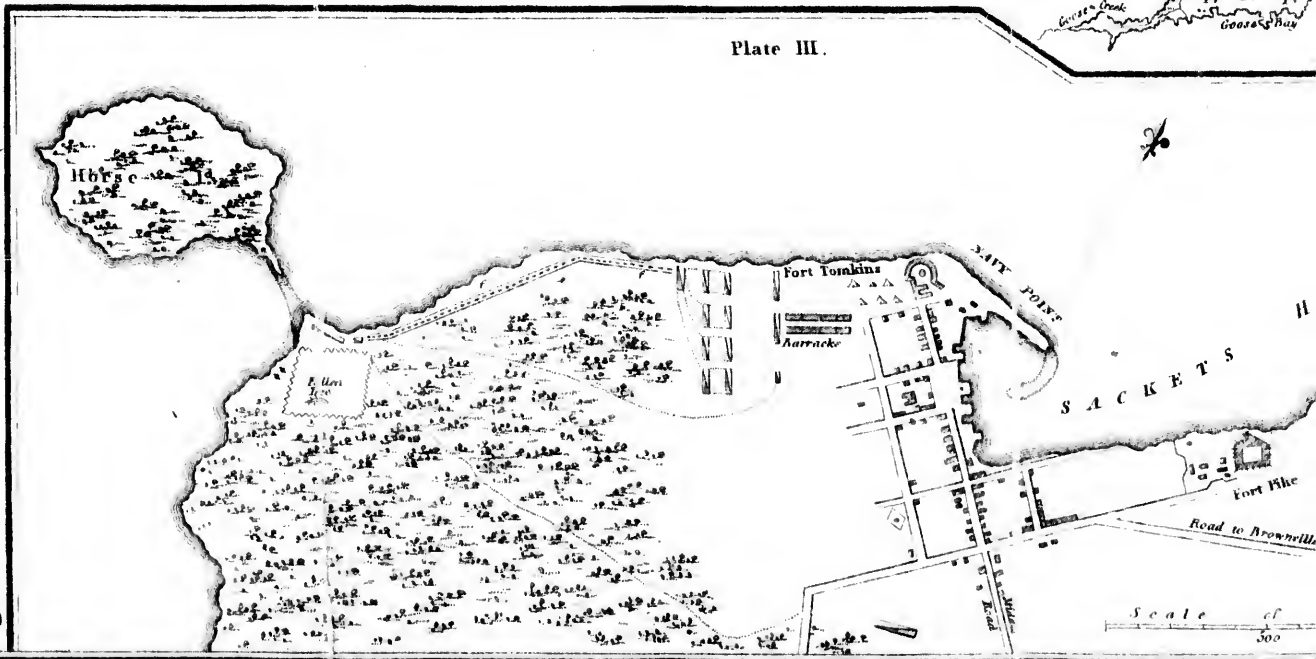 Goose Creek
Goose Bay
Plate III.
Horse Id
NAVY POINT
Fort Tomkins
Barracks
H
SACKETS
Fort Pike
Road to Brownville
Road
Scale of
300